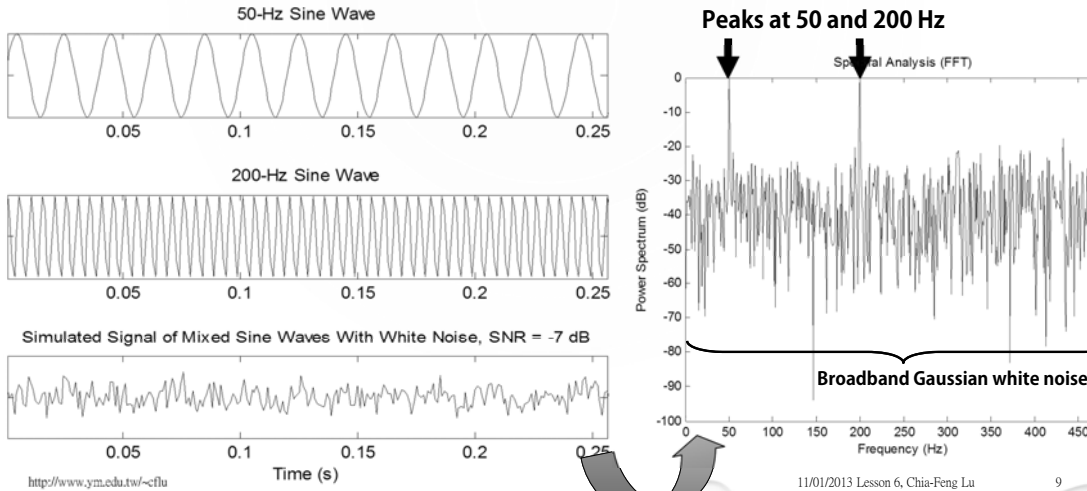 50-Hz Sine Wave
0.05 0.1 0.15 0.2 0.25
200-Hz Sine Wave
0.05 0.1 0.15 0.2 0.25
Simulated Signal of Mixed Sine Waves With White Noise, SNR = -7 dB
0.05 0.1 0.15 0.2 0.25
Time (s)
Peaks at 50 and 200 Hz
Analysis (FFT)
Power Spectrum (dB)
0
-10
-20
-30
-40
-50
-60
-70
-80
-90
-100
Broadband Gaussian white noise
0 50 100 150 200 250 300 350 400 450
Frequency (Hz)
http://www.ym.edu.tw/~cflu
11/01/2013 Lesson 6, Chia-Feng Lu
9